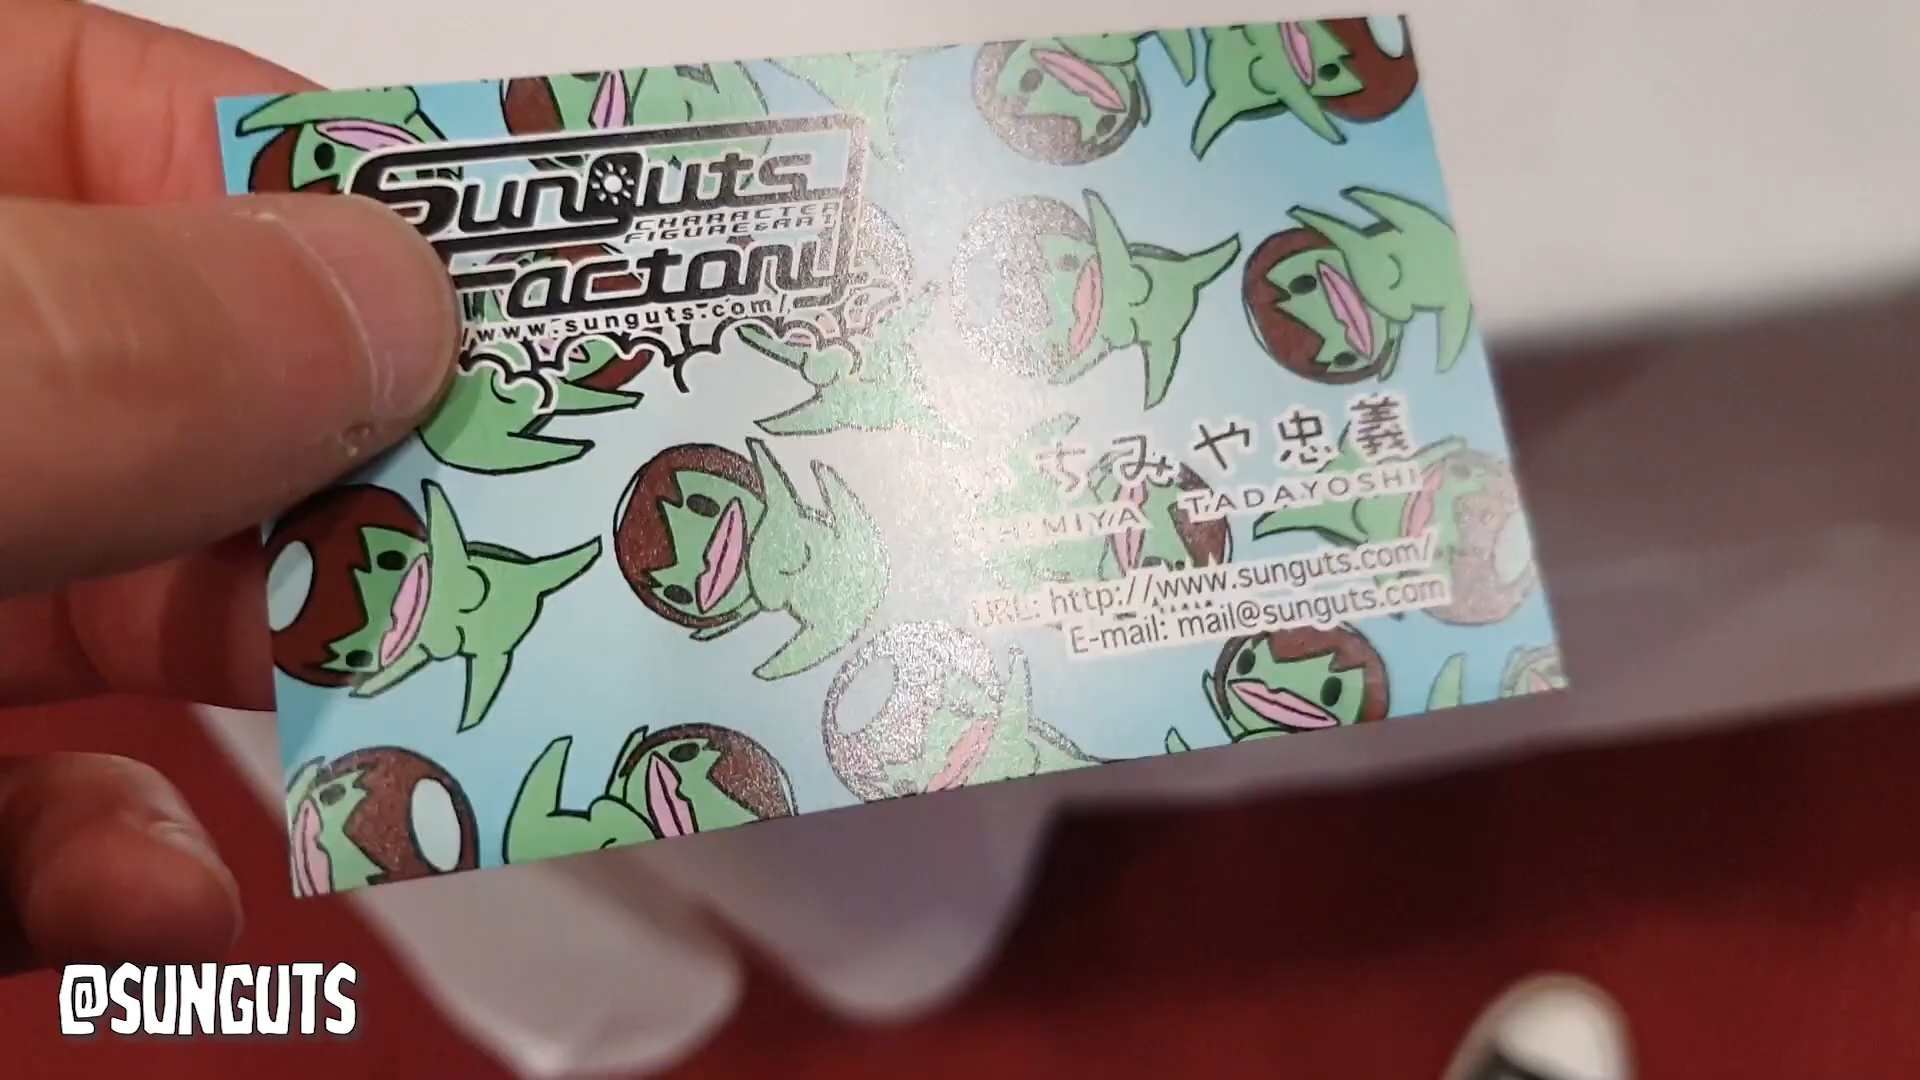 Sunguts
CHARACTER
FIGURE & ART
Factory
/www.sunguts.com/
ちみや 忠義
TADAYOSHI
URL: http://www.sunguts.com/
E-mail: mail@sunguts.com
@SUNGUTS